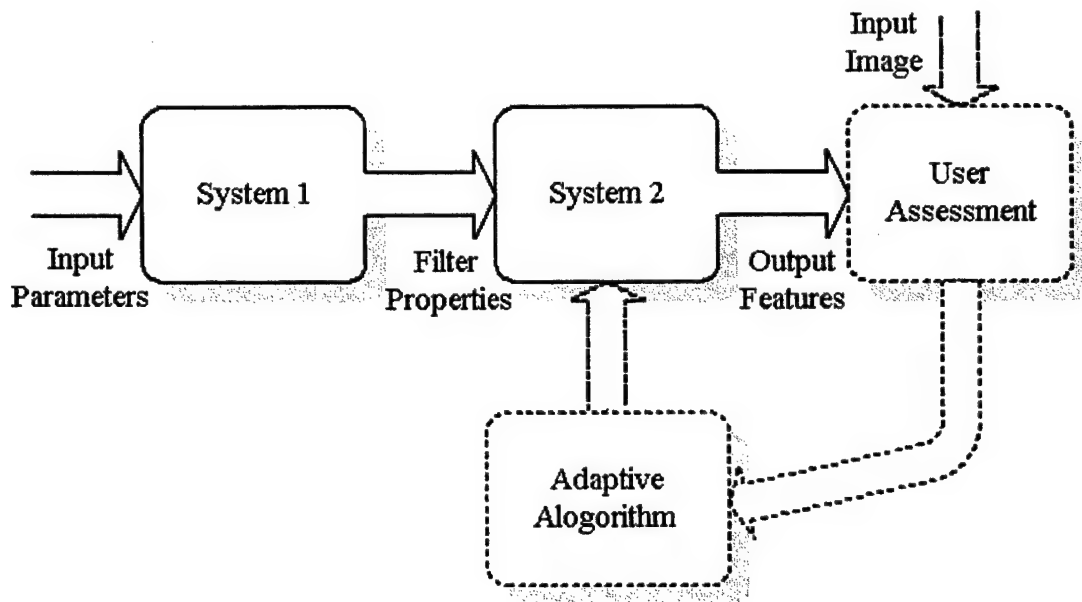 Input
Image
System 1
System 2
User
Assessment
Input
Parameters
Filter
Properties
Output
Features
Adaptive
Alogorithm